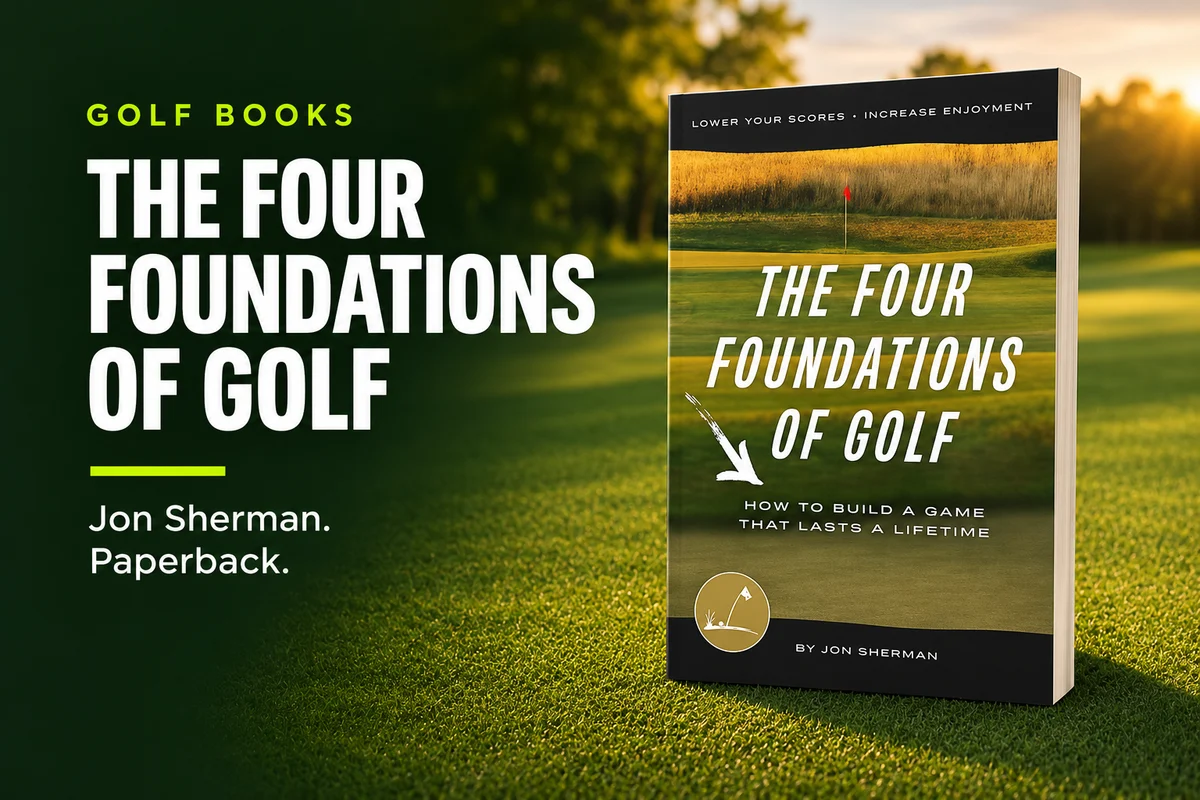 GOLF BOOKS
THE FOUR
FOUNDATIONS
OF GOLF
Jon Sherman.
Paperback.
LOWER YOUR SCORES • INCREASE ENJOYMENT
THE FOUR
FOUNDATIONS
OF GOLF
HOW TO BUILD A GAME
THAT LASTS A LIFETIME
BY JON SHERMAN